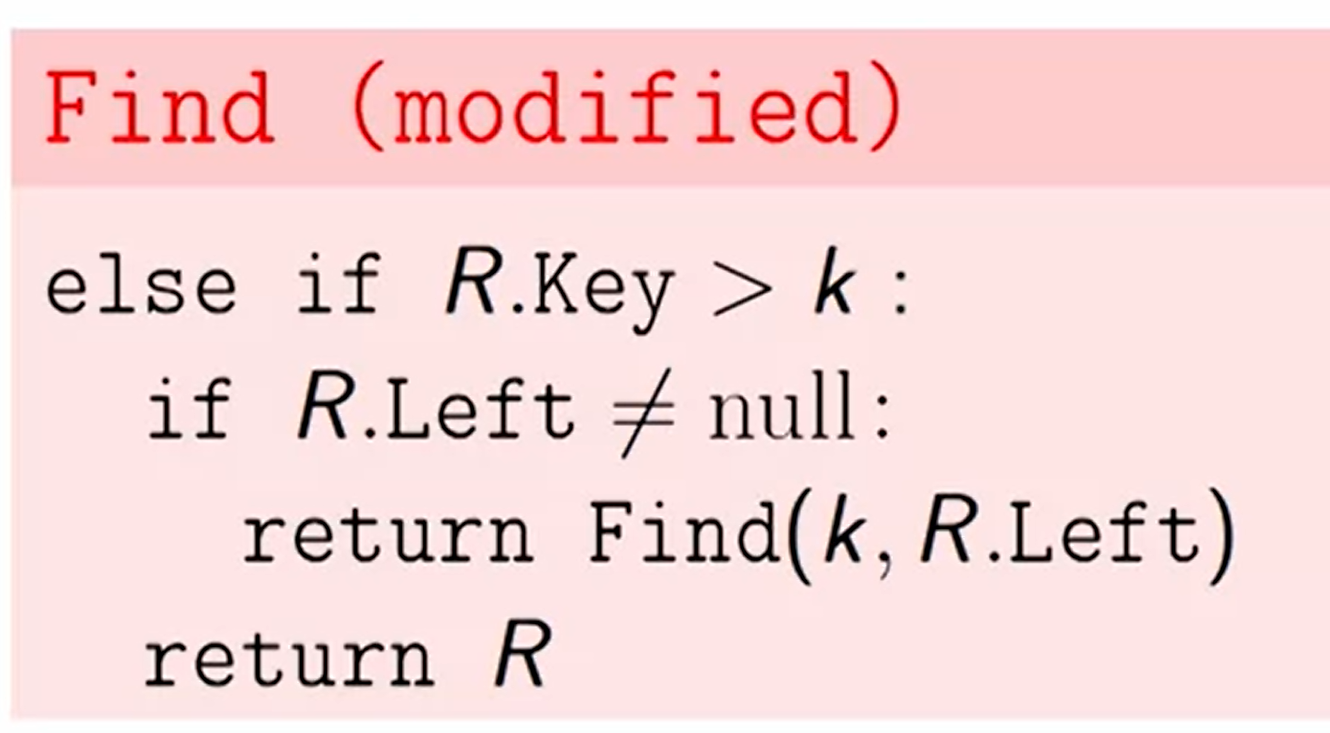 Find (modified)
else if R.Key > k :
if R.Left ≠ null:
return Find(k, R.Left)
return R